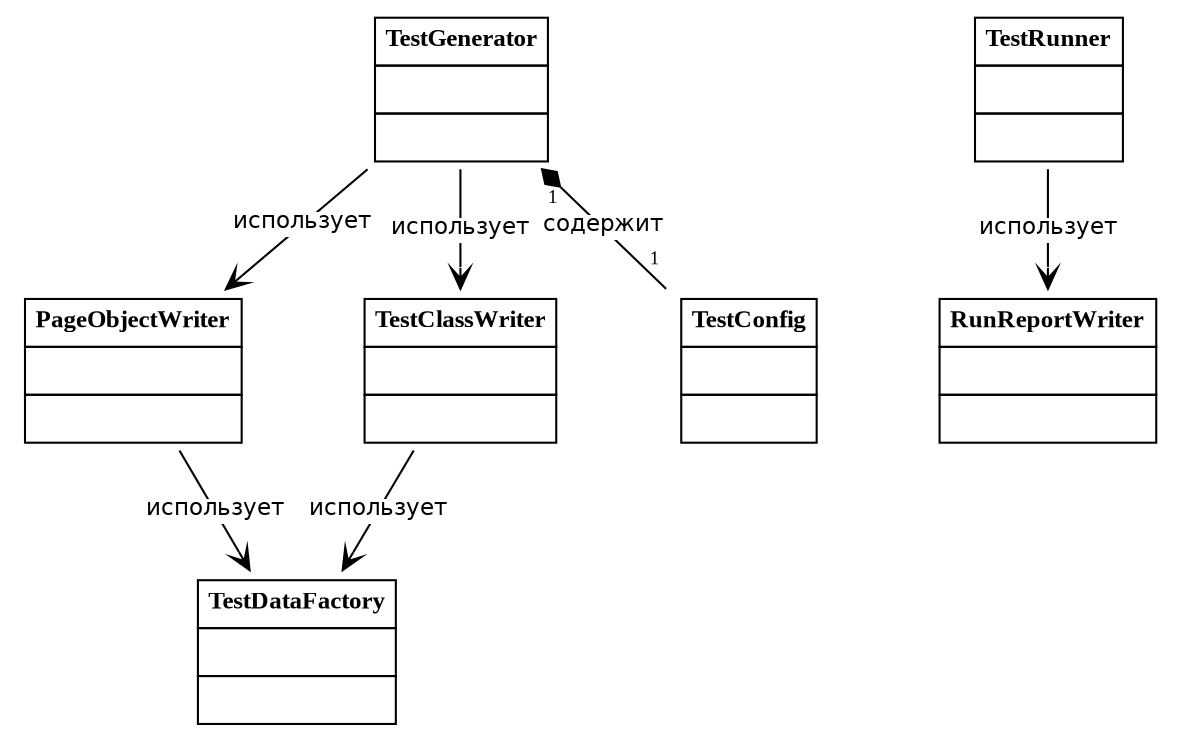 TestGenerator
TestRunner
использует
использует
1
содержит
1
использует
PageObjectWriter
TestClassWriter
TestConfig
RunReportWriter
использует
использует
TestDataFactory